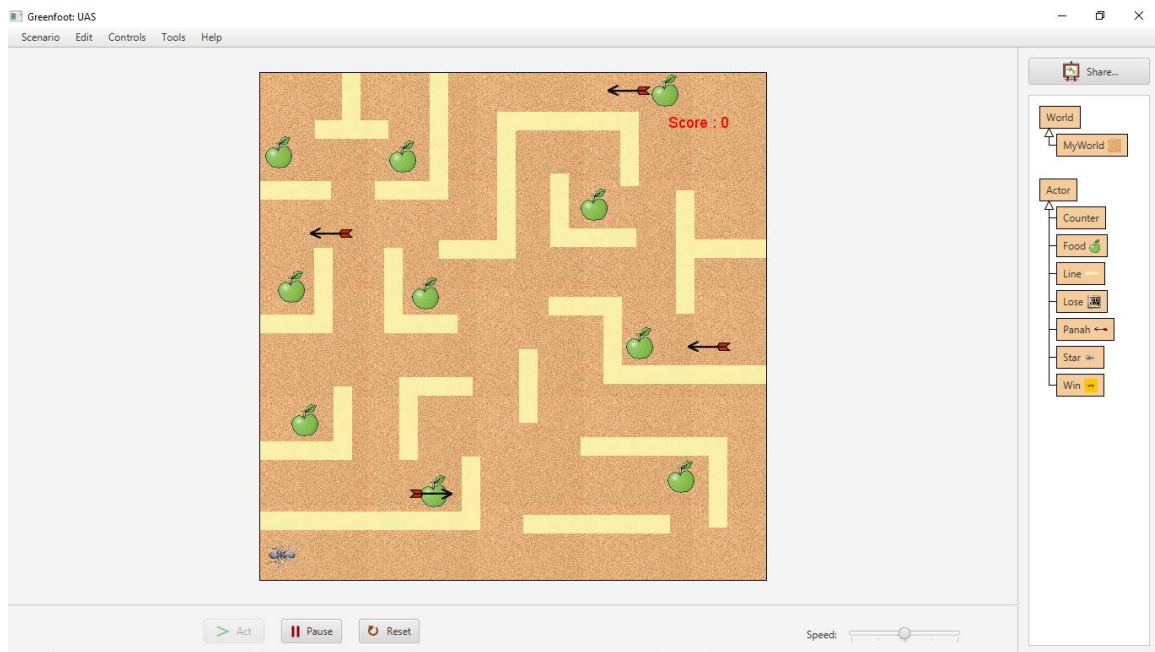 Greenfoot: UAS
Scenario Edit Controls Tools Help
Share...
Score : 0
World
MyWorld
Actor
Counter
Food
Line
Lose
Panah
Star
Win
Act
Pause
Reset
Speed: